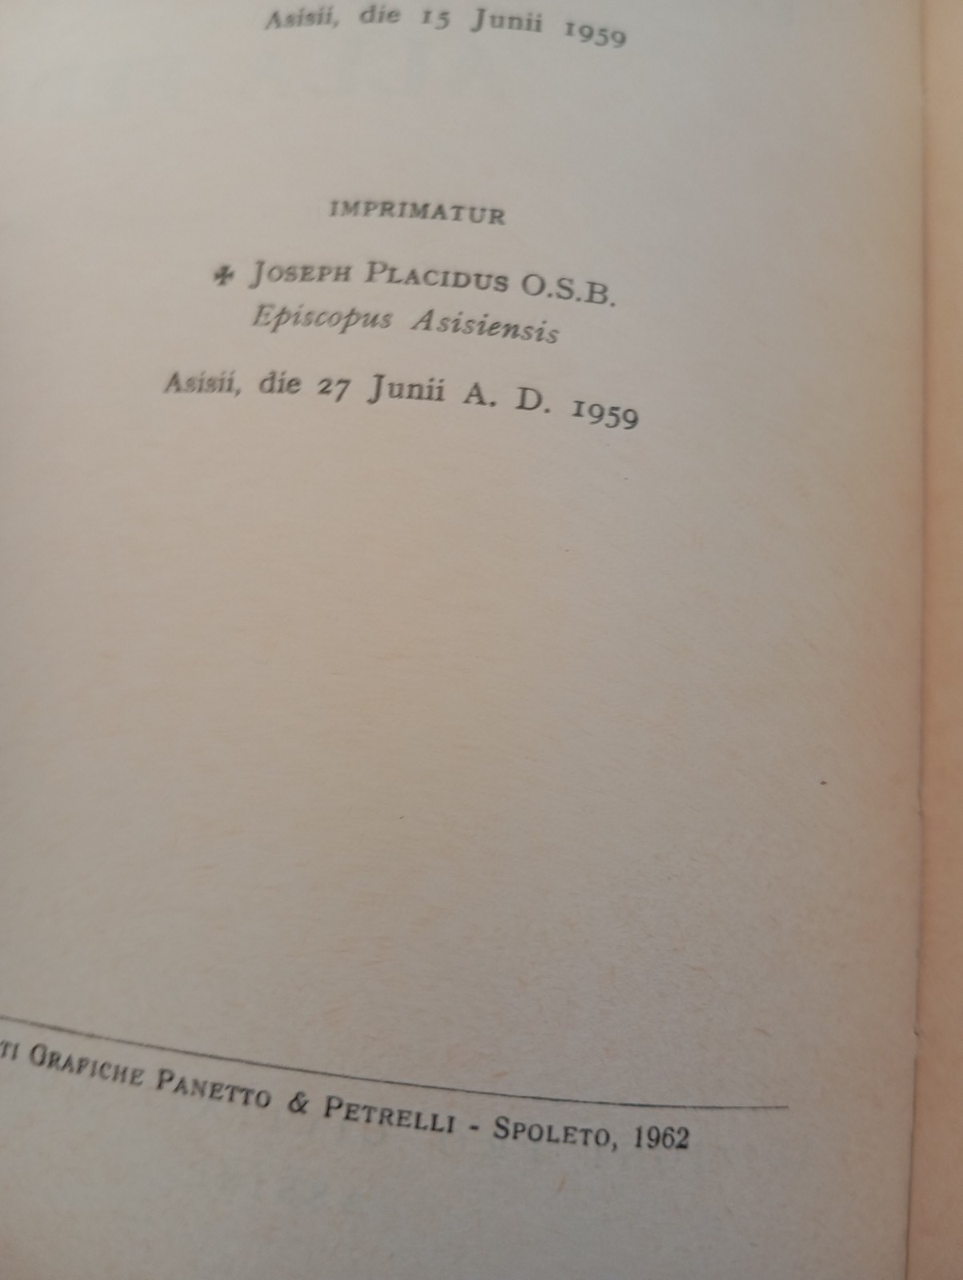 Asisii, die 15 Junii 1959
IMPRIMATUR
✠ JOSEPH PLACIDUS O.S.B.
Episcopus Asisiensis
Asisii, die 27 Junii A. D. 1959
TI GRAFICHE PANETTO & PETRELLI - SPOLETO, 1962